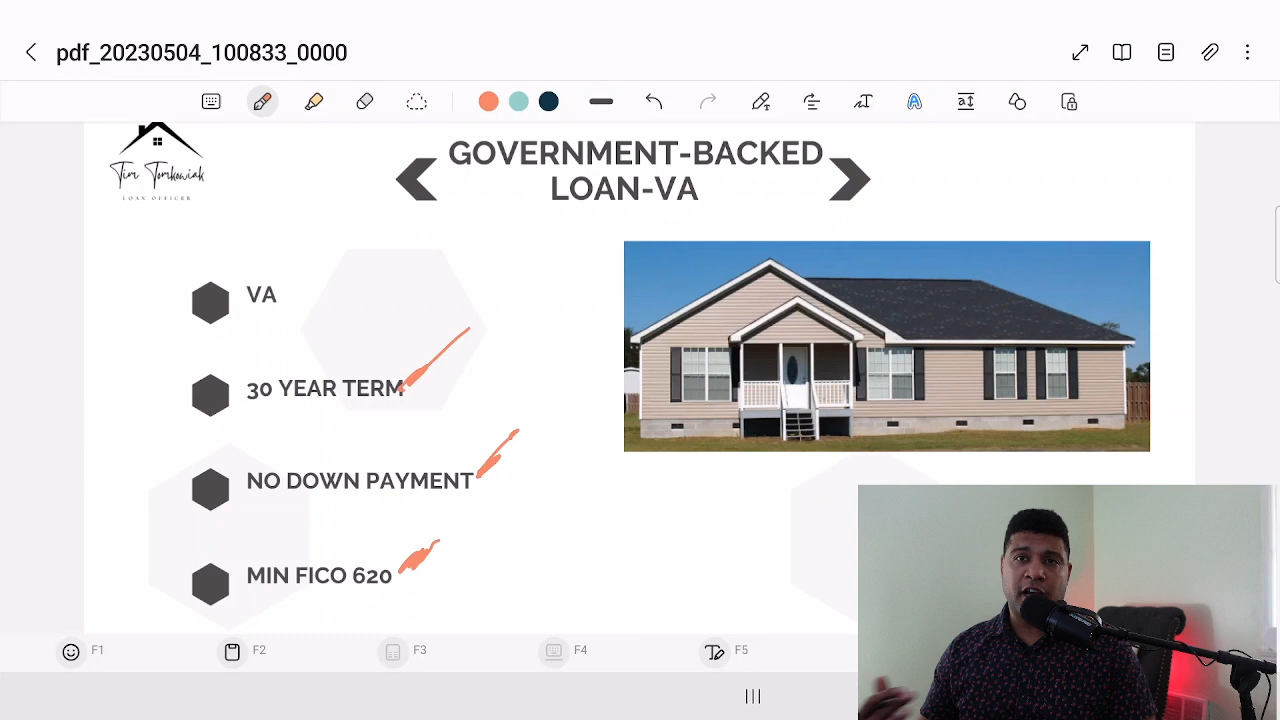 pdf_20230504_100833_0000
Tim Tomkowiak
LOAN OFFICER
GOVERNMENT-BACKED
LOAN-VA
VA
30 YEAR TERM
NO DOWN PAYMENT
MIN FICO 620
F1
F2
F3
F4
F5